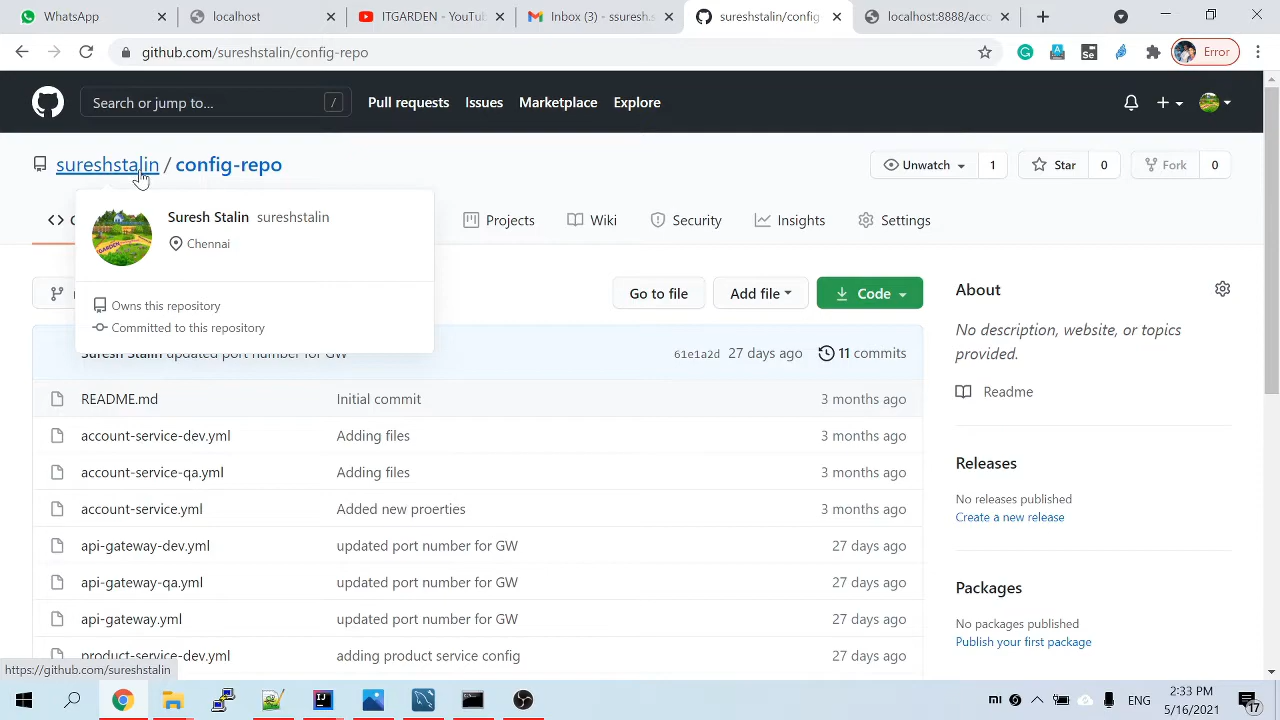 WhatsApp
localhost
ITGARDEN - YouTu
Inbox (3) - ssuresh.s
sureshstalin/config
localhost:8888/acco
github.com/sureshstalin/config-repo
Error
Search or jump to...
/
Pull requests
Issues
Marketplace
Explore
sureshstalin / config-repo
Unwatch
1
Star
0
Fork
0
Projects
Wiki
Security
Insights
Settings
Suresh Stalin sureshstalin
Chennai
Owns this repository
Committed to this repository
Go to file
Add file
Code
Suresh Stalin updated port number for GW
61e1a2d 27 days ago
11 commits
README.md Initial commit 3 months ago
account-service-dev.yml Adding files 3 months ago
account-service-qa.yml Adding files 3 months ago
account-service.yml Added new proerties 3 months ago
api-gateway-dev.yml updated port number for GW 27 days ago
api-gateway-qa.yml updated port number for GW 27 days ago
api-gateway.yml updated port number for GW 27 days ago
product-service-dev.yml adding product service config 27 days ago
About
No description, website, or topics
provided.
Readme
Releases
No releases published
Create a new release
Packages
No packages published
Publish your first package
https://github.com/sureshstalin
ENG
2:33 PM
5/16/2021
17